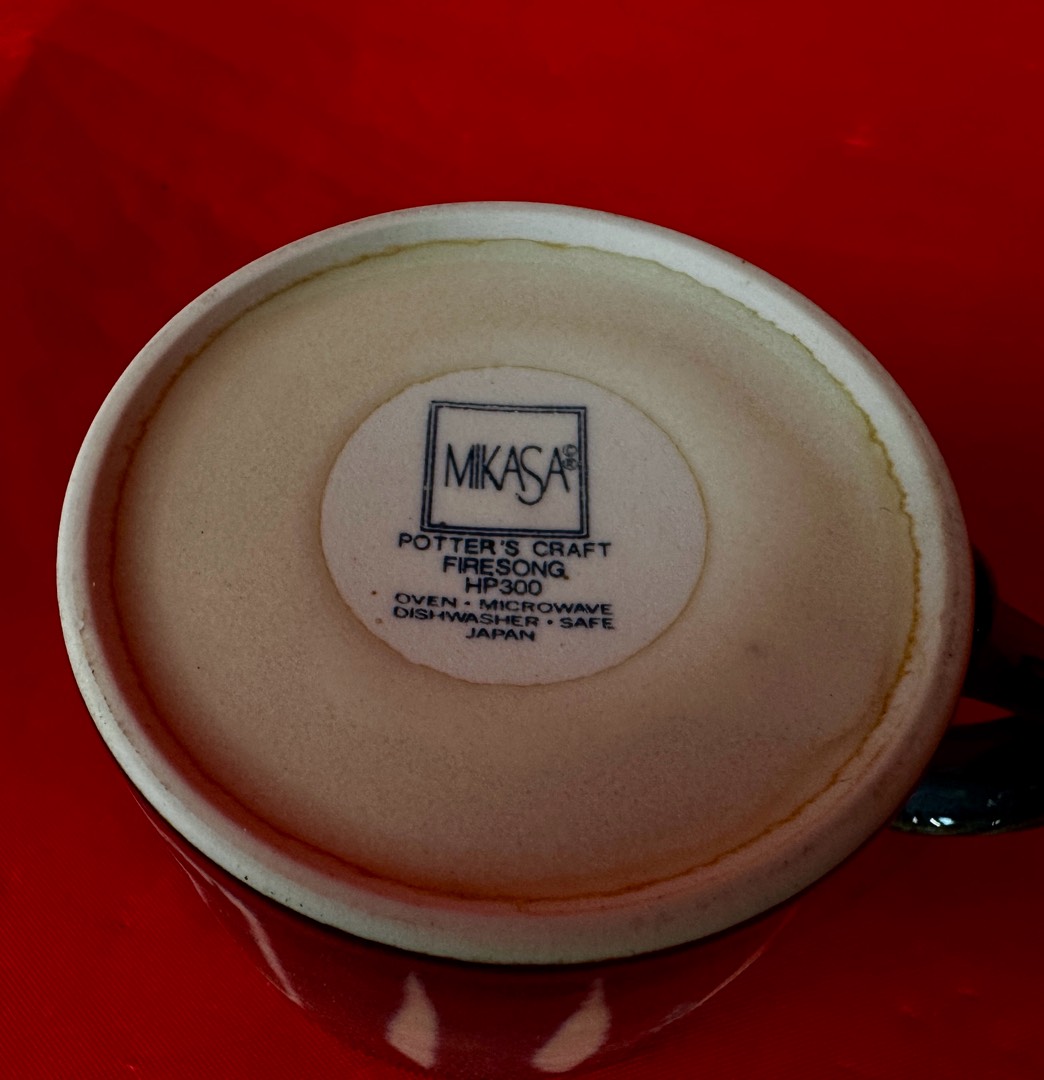 MIKASA®
POTTER'S CRAFT
FIRESONG
HP300
OVEN • MICROWAVE
DISHWASHER • SAFE
JAPAN